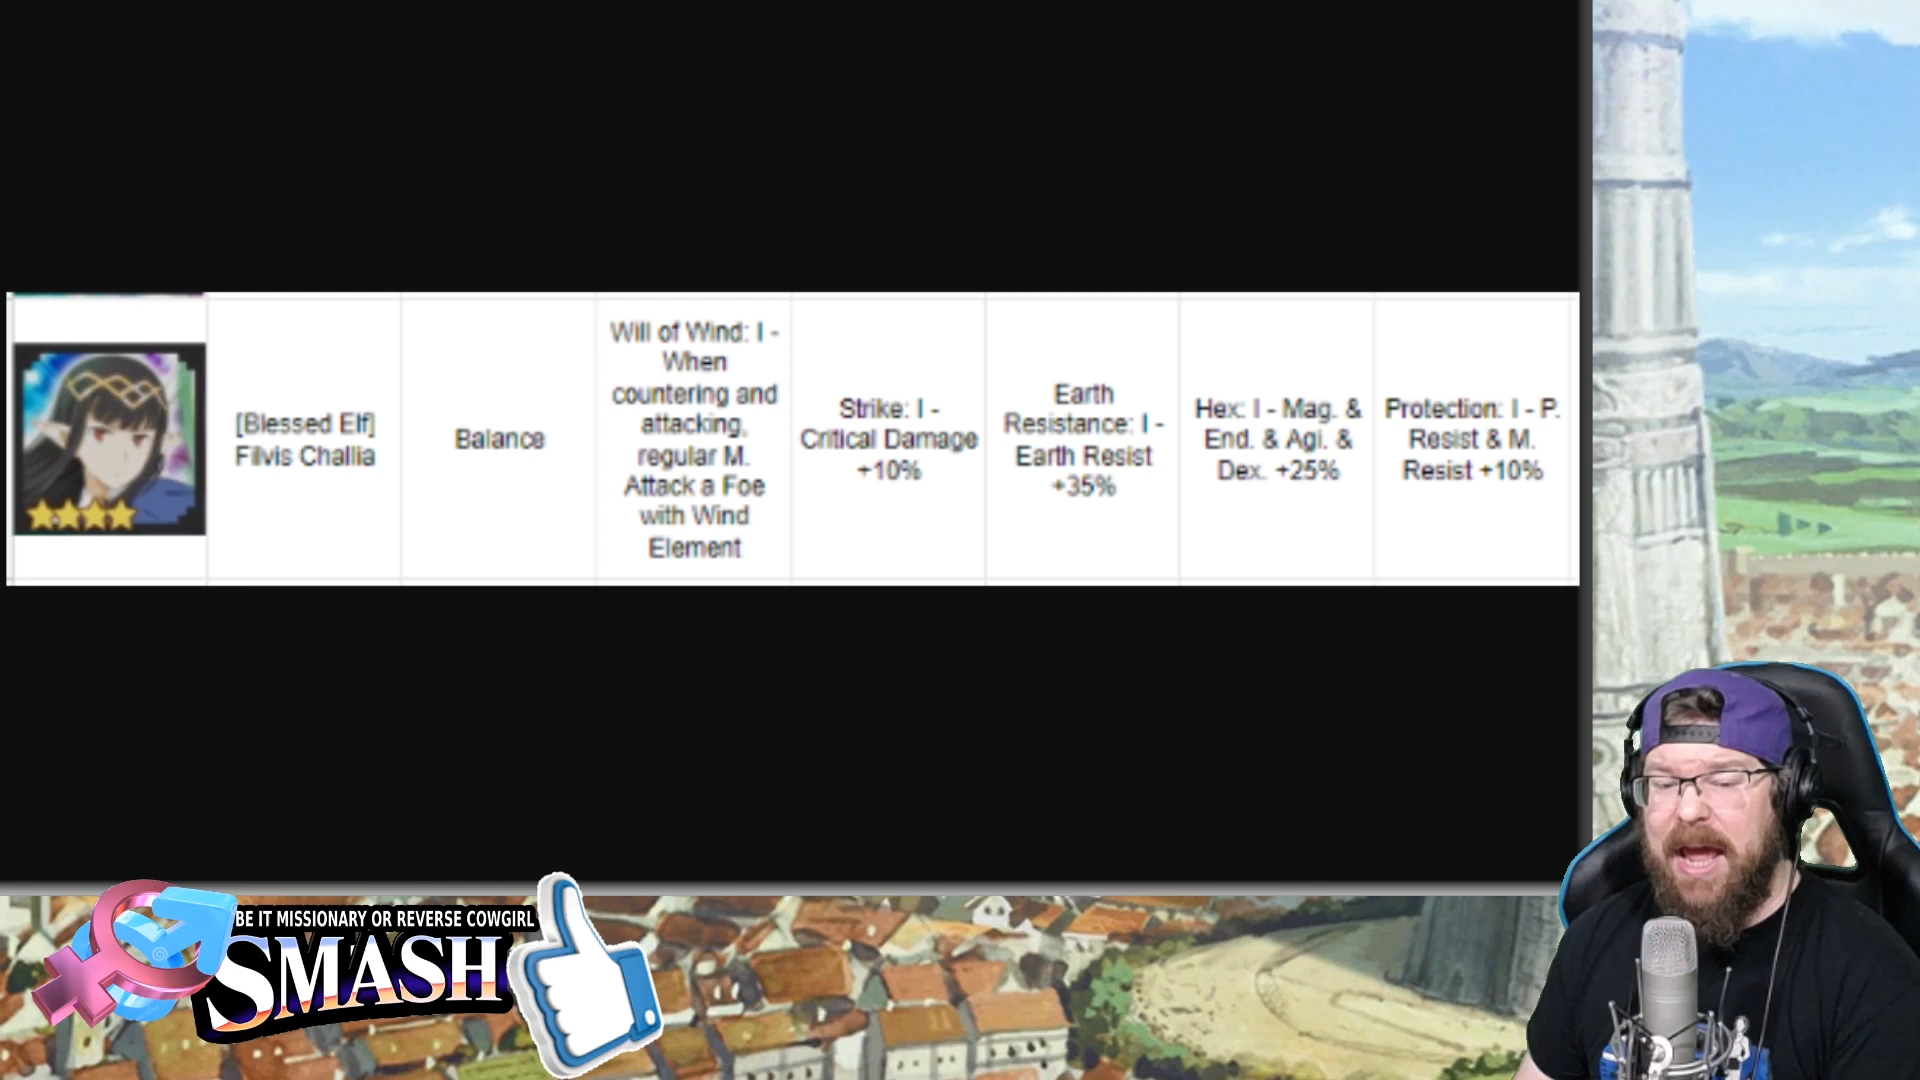 [Blessed Elf]
Filvis Challia
Balance
Will of Wind: I -
When
countering and
attacking,
regular M.
Attack a Foe
with Wind
Element
Strike: I -
Critical Damage
+10%
Earth
Resistance: I -
Earth Resist
+35%
Hex: I - Mag. &
End. & Agi. &
Dex. +25%
Protection: I - P.
Resist & M.
Resist +10%
BE IT MISSIONARY OR REVERSE COWGIRL
SMASH